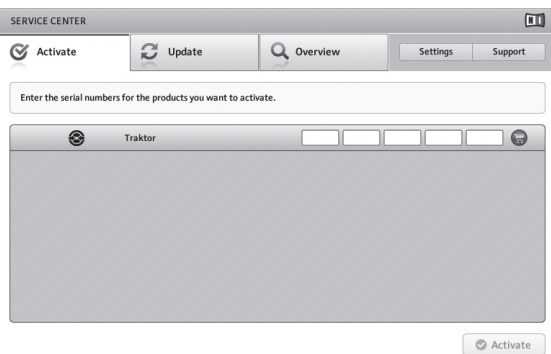 SERVICE CENTER
NI
Activate
Update
Overview
Settings
Support
Enter the serial numbers for the products you want to activate.
Traktor
Activate